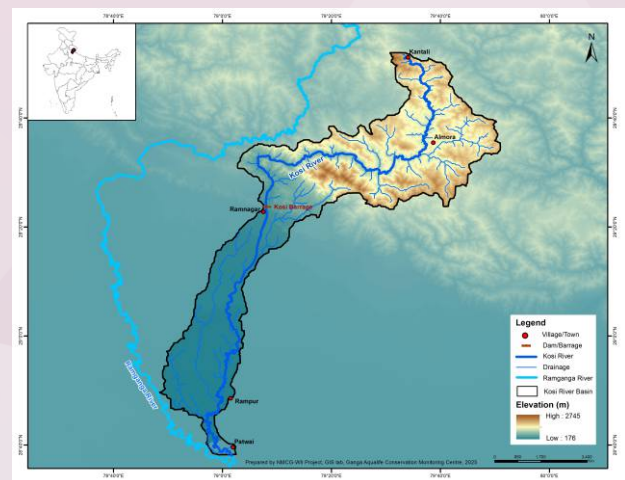 N
Kantali
Almora
Kosi River
Ramnagar
Kosi Barrage
Ramganga River
Rampur
Patwai
Legend
Village/Town
Dam/Barrage
Kosi River
Drainage
Ramganga River
Kosi River Basin
Elevation (m)
High : 2745
Low : 176
Prepared by NMCG-WII Project, GIS lab, Ganga Aqualife Conservation Monitoring Centre, 2025